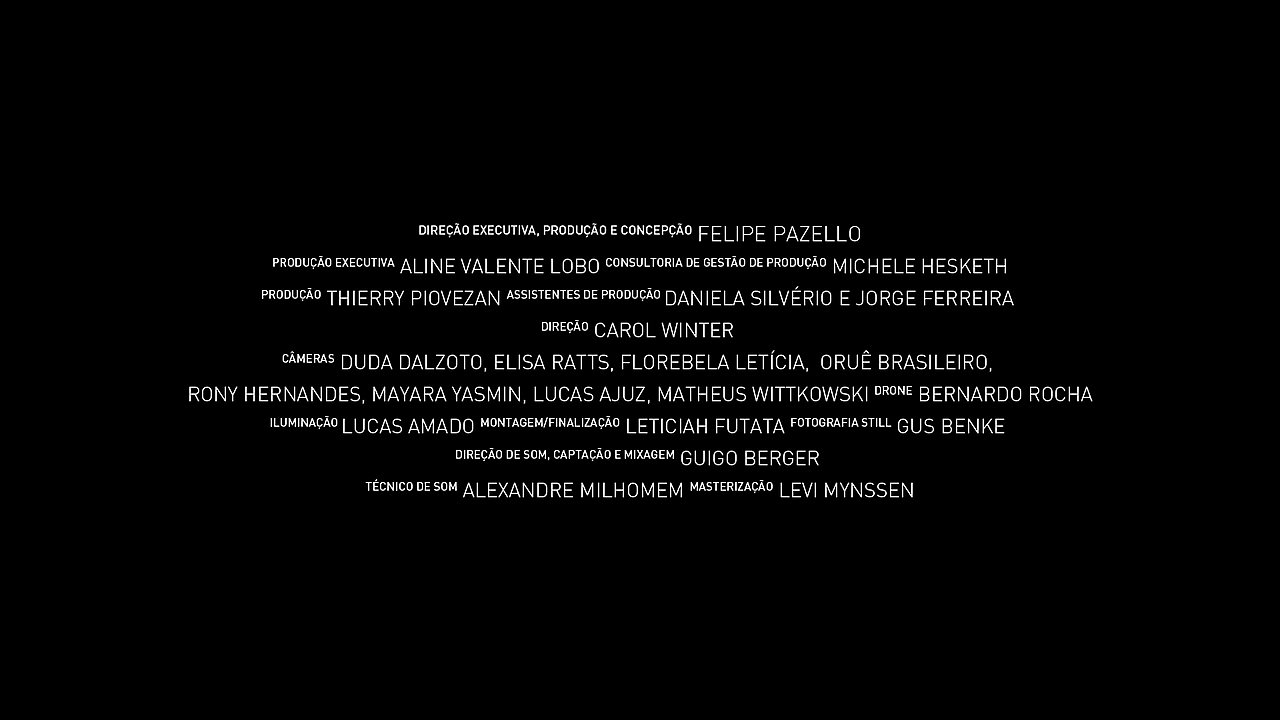 DIREÇÃO EXECUTIVA, PRODUÇÃO E CONCEPÇÃO FELIPE PAZELLO
PRODUÇÃO EXECUTIVA ALINE VALENTE LOBO CONSULTORIA DE GESTÃO DE PRODUÇÃO MICHELE HESKETH
PRODUÇÃO THIERRY PIOVEZAN ASSISTENTES DE PRODUÇÃO DANIELA SILVÉRIO E JORGE FERREIRA
DIREÇÃO CAROL WINTER
CÂMERAS DUDA DALZOTO, ELISA RATTS, FLOREBELA LETÍCIA, ORUÊ BRASILEIRO,
RONY HERNANDES, MAYARA YASMIN, LUCAS AJUZ, MATHEUS WITTKOWSKI DRONE BERNARDO ROCHA
ILUMINAÇÃO LUCAS AMADO MONTAGEM/FINALIZAÇÃO LETICIAH FUTATA FOTOGRAFIA STILL GUS BENKE
DIREÇÃO DE SOM, CAPTAÇÃO E MIXAGEM GUIGO BERGER
TÉCNICO DE SOM ALEXANDRE MILHOMEM MASTERIZAÇÃO LEVI MYNSSEN